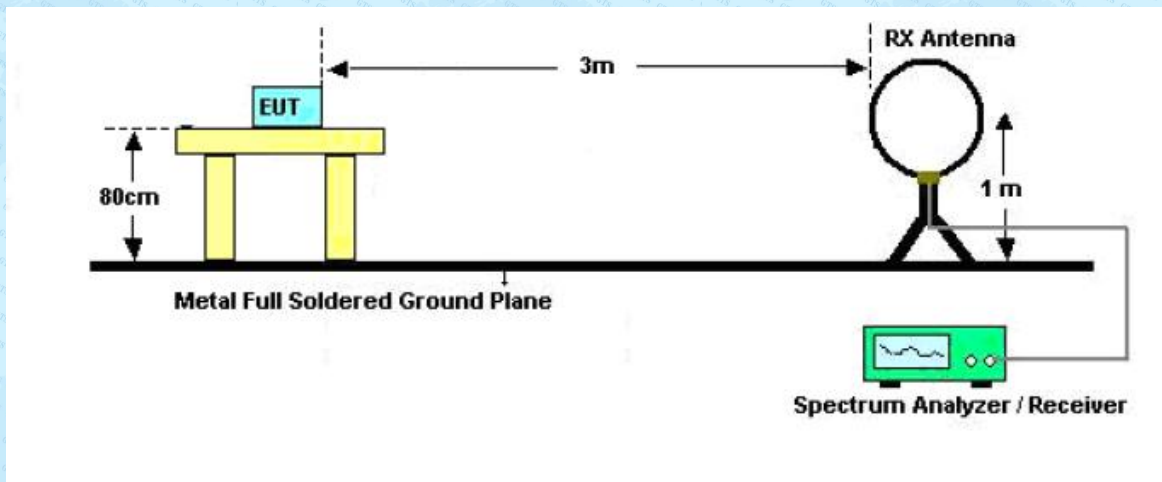 RX Antenna
3m
EUT
80cm
1 m
Metal Full Soldered Ground Plane
Spectrum Analyzer / Receiver